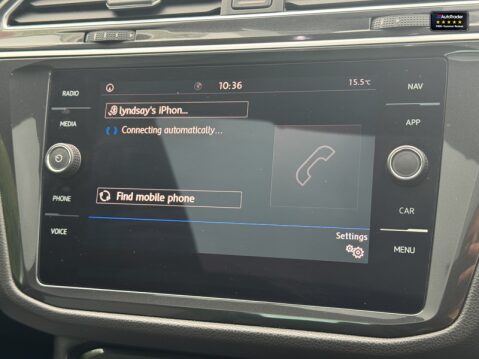 AutoTrader
RADIO
10:36
15.5°C
NAV
lyndsay's iPhon...
MEDIA
APP
Connecting automatically...
PHONE
Find mobile phone
CAR
VOICE
Settings
MENU